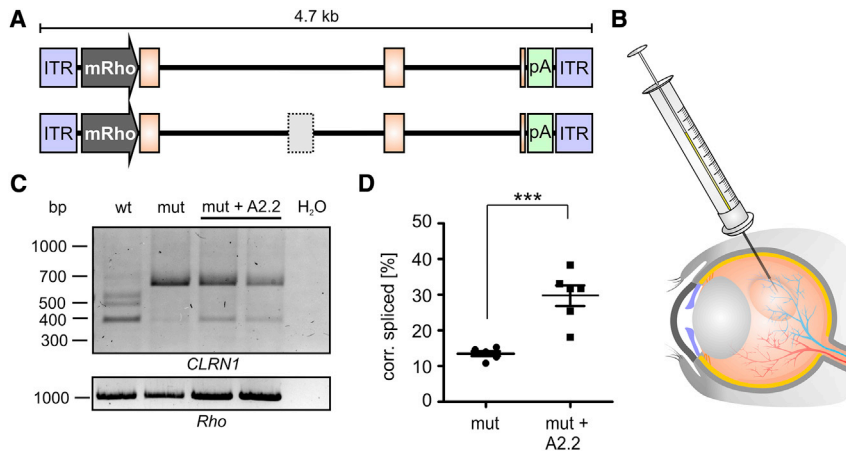 A
4.7 kb
ITR mRho pA ITR
ITR mRho pA ITR
B
C
bp wt mut mut + A2.2 H₂O
1000
700
500
400
300
CLRN1
1000
Rho
D
***
corr. spliced [%]
50
40
30
20
10
0
mut
mut +
A2.2